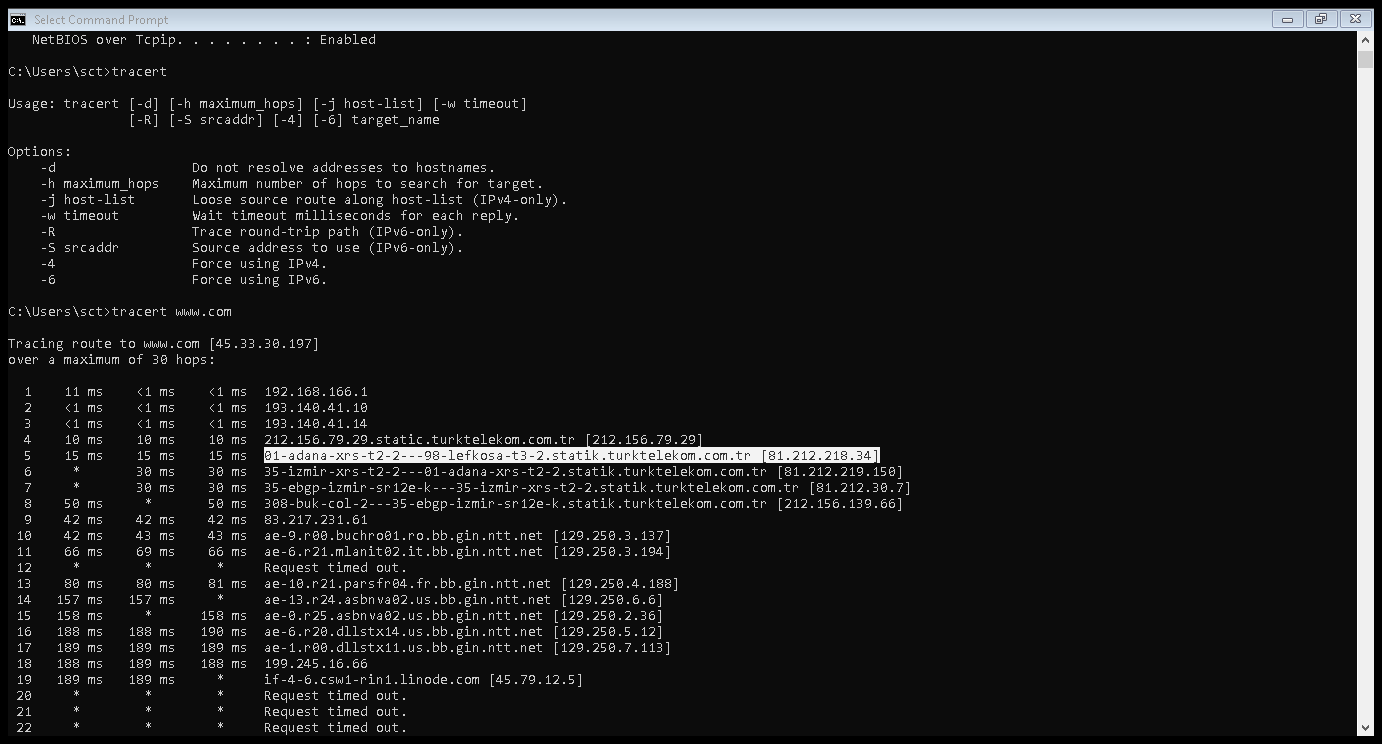 Select Command Prompt
   NetBIOS over Tcpip. . . . . . . . : Enabled
C:\Users\sct>tracert
Usage: tracert [-d] [-h maximum_hops] [-j host-list] [-w timeout]
               [-R] [-S srcaddr] [-4] [-6] target_name
Options:
    -d                 Do not resolve addresses to hostnames.
    -h maximum_hops    Maximum number of hops to search for target.
    -j host-list       Loose source route along host-list (IPv4-only).
    -w timeout         Wait timeout milliseconds for each reply.
    -R                 Trace round-trip path (IPv6-only).
    -S srcaddr         Source address to use (IPv6-only).
    -4                 Force using IPv4.
    -6                 Force using IPv6.
C:\Users\sct>tracert www.com
Tracing route to www.com [45.33.30.197]
over a maximum of 30 hops:
  1    11 ms    <1 ms    <1 ms  192.168.166.1
  2    <1 ms    <1 ms    <1 ms  193.140.41.10
  3    <1 ms    <1 ms    <1 ms  193.140.41.14
  4    10 ms    10 ms    10 ms  212.156.79.29.static.turktelekom.com.tr [212.156.79.29]
  5    15 ms    15 ms    15 ms  01-adana-xrs-t2-2---98-lefkosa-t3-2.statik.turktelekom.com.tr [81.212.218.34]
  6     *       30 ms    30 ms  35-izmir-xrs-t2-2---01-adana-xrs-t2-2.statik.turktelekom.com.tr [81.212.219.150]
  7     *       30 ms    30 ms  35-ebgp-izmir-sr12e-k---35-izmir-xrs-t2-2.statik.turktelekom.com.tr [81.212.30.7]
  8    50 ms     *       50 ms  308-buk-col-2---35-ebgp-izmir-sr12e-k.statik.turktelekom.com.tr [212.156.139.66]
  9    42 ms    42 ms    42 ms  83.217.231.61
 10    42 ms    43 ms    43 ms  ae-9.r00.buchro01.ro.bb.gin.ntt.net [129.250.3.137]
 11    66 ms    69 ms    66 ms  ae-6.r21.mlanit02.it.bb.gin.ntt.net [129.250.3.194]
 12     *        *        *     Request timed out.
 13    80 ms    80 ms    81 ms  ae-10.r21.parsfr04.fr.bb.gin.ntt.net [129.250.4.188]
 14   157 ms   157 ms     *     ae-13.r24.asbnva02.us.bb.gin.ntt.net [129.250.6.6]
 15   158 ms     *      158 ms  ae-0.r25.asbnva02.us.bb.gin.ntt.net [129.250.2.36]
 16   188 ms   188 ms   190 ms  ae-6.r20.dllstx14.us.bb.gin.ntt.net [129.250.5.12]
 17   189 ms   189 ms   189 ms  ae-1.r00.dllstx11.us.bb.gin.ntt.net [129.250.7.113]
 18   188 ms   189 ms   188 ms  199.245.16.66
 19   189 ms   189 ms     *     if-4-6.csw1-rin1.linode.com [45.79.12.5]
 20     *        *        *     Request timed out.
 21     *        *        *     Request timed out.
 22     *        *        *     Request timed out.